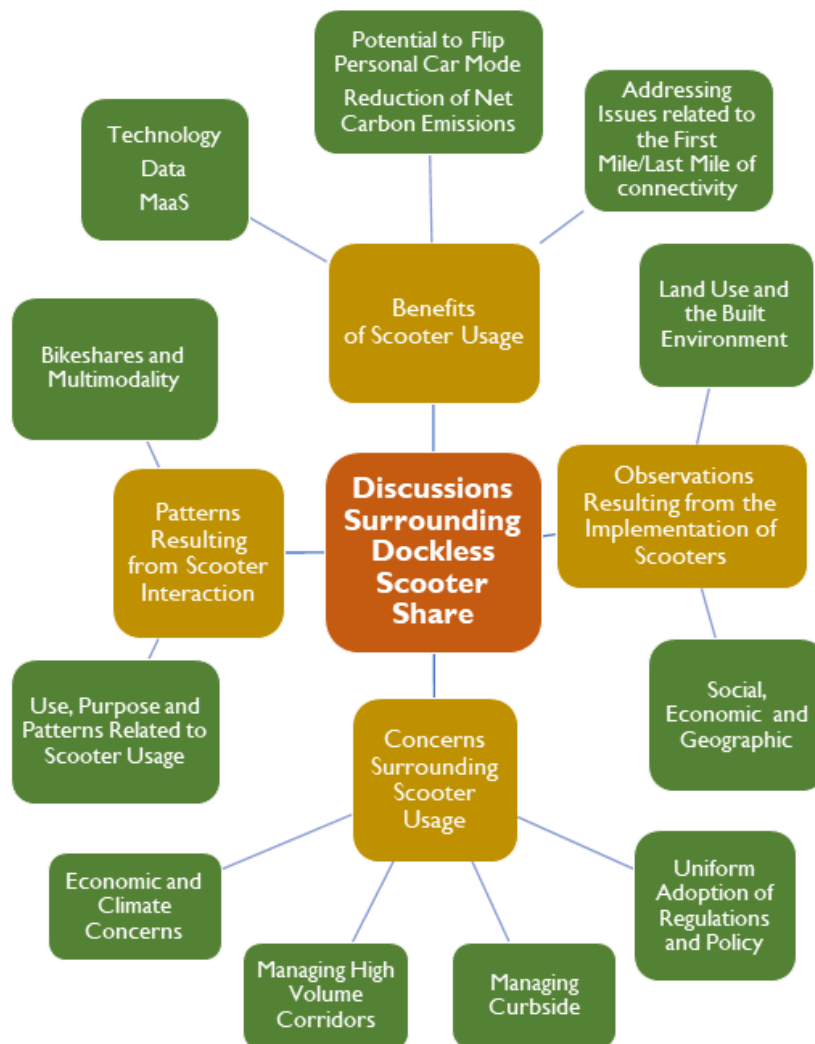 Potential to Flip
Personal Car Mode
Reduction of Net
Carbon Emissions
Addressing
Issues related to
the First
Mile/Last Mile of
connectivity
Technology
Data
MaaS
Benefits
of Scooter Usage
Land Use and
the Built
Environment
Bikeshares and
Multimodality
Discussions
Surrounding
Dockless
Scooter
Share
Observations
Resulting from the
Implementation of
Scooters
Patterns
Resulting
from Scooter
Interaction
Use, Purpose and
Patterns Related to
Scooter Usage
Social,
Economic and
Geographic
Concerns
Surrounding
Scooter
Usage
Economic and
Climate
Concerns
Managing High
Volume
Corridors
Managing
Curbside
Uniform
Adoption of
Regulations
and Policy